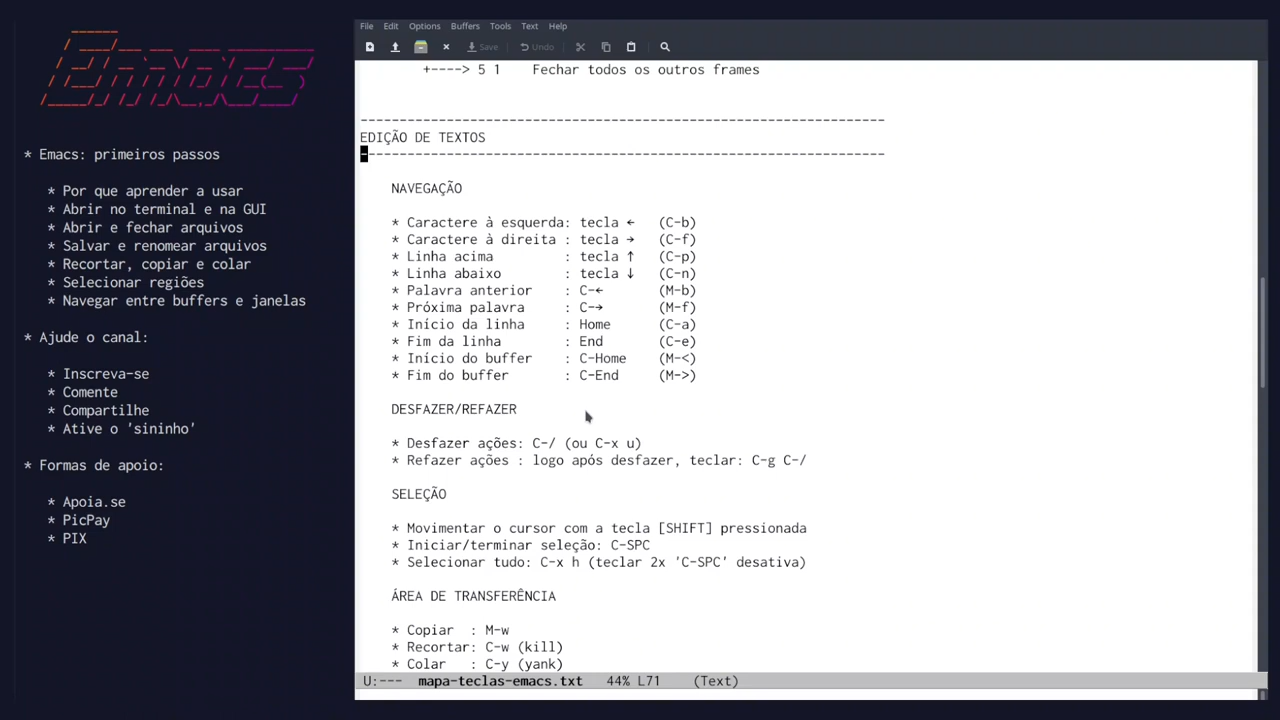 Emacs
* Emacs: primeiros passos
* Por que aprender a usar
* Abrir no terminal e na GUI
* Abrir e fechar arquivos
* Salvar e renomear arquivos
* Recortar, copiar e colar
* Selecionar regiões
* Navegar entre buffers e janelas
* Ajude o canal:
* Inscreva-se
* Comente
* Compartilhe
* Ative o 'sininho'
* Formas de apoio:
* Apoia.se
* PicPay
* PIX
File Edit Options Buffers Tools Text Help
Save Undo
+----> 5 1 Fechar todos os outros frames
-------------------------------------------------------------------
EDIÇÃO DE TEXTOS
-------------------------------------------------------------------
NAVEGAÇÃO
* Caractere à esquerda: tecla ← (C-b)
* Caractere à direita : tecla → (C-f)
* Linha acima : tecla ↑ (C-p)
* Linha abaixo : tecla ↓ (C-n)
* Palavra anterior : C-← (M-b)
* Próxima palavra : C-→ (M-f)
* Início da linha : Home (C-a)
* Fim da linha : End (C-e)
* Início do buffer : C-Home (M-<)
* Fim do buffer : C-End (M->)
DESFAZER/REFAZER
* Desfazer ações: C-/ (ou C-x u)
* Refazer ações : logo após desfazer, teclar: C-g C-/
SELEÇÃO
* Movimentar o cursor com a tecla [SHIFT] pressionada
* Iniciar/terminar seleção: C-SPC
* Selecionar tudo: C-x h (teclar 2x 'C-SPC' desativa)
ÁREA DE TRANSFERÊNCIA
* Copiar : M-w
* Recortar: C-w (kill)
* Colar : C-y (yank)
U:--- mapa-teclas-emacs.txt 44% L71 (Text)